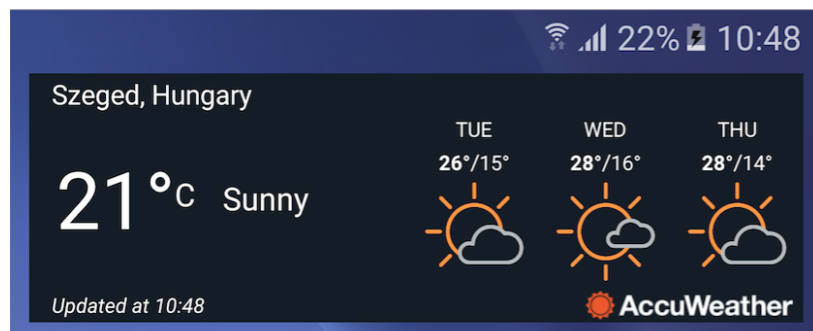 22% 10:48
Szeged, Hungary
21°C Sunny
TUE WED THU
26°/15° 28°/16° 28°/14°
Updated at 10:48
AccuWeather